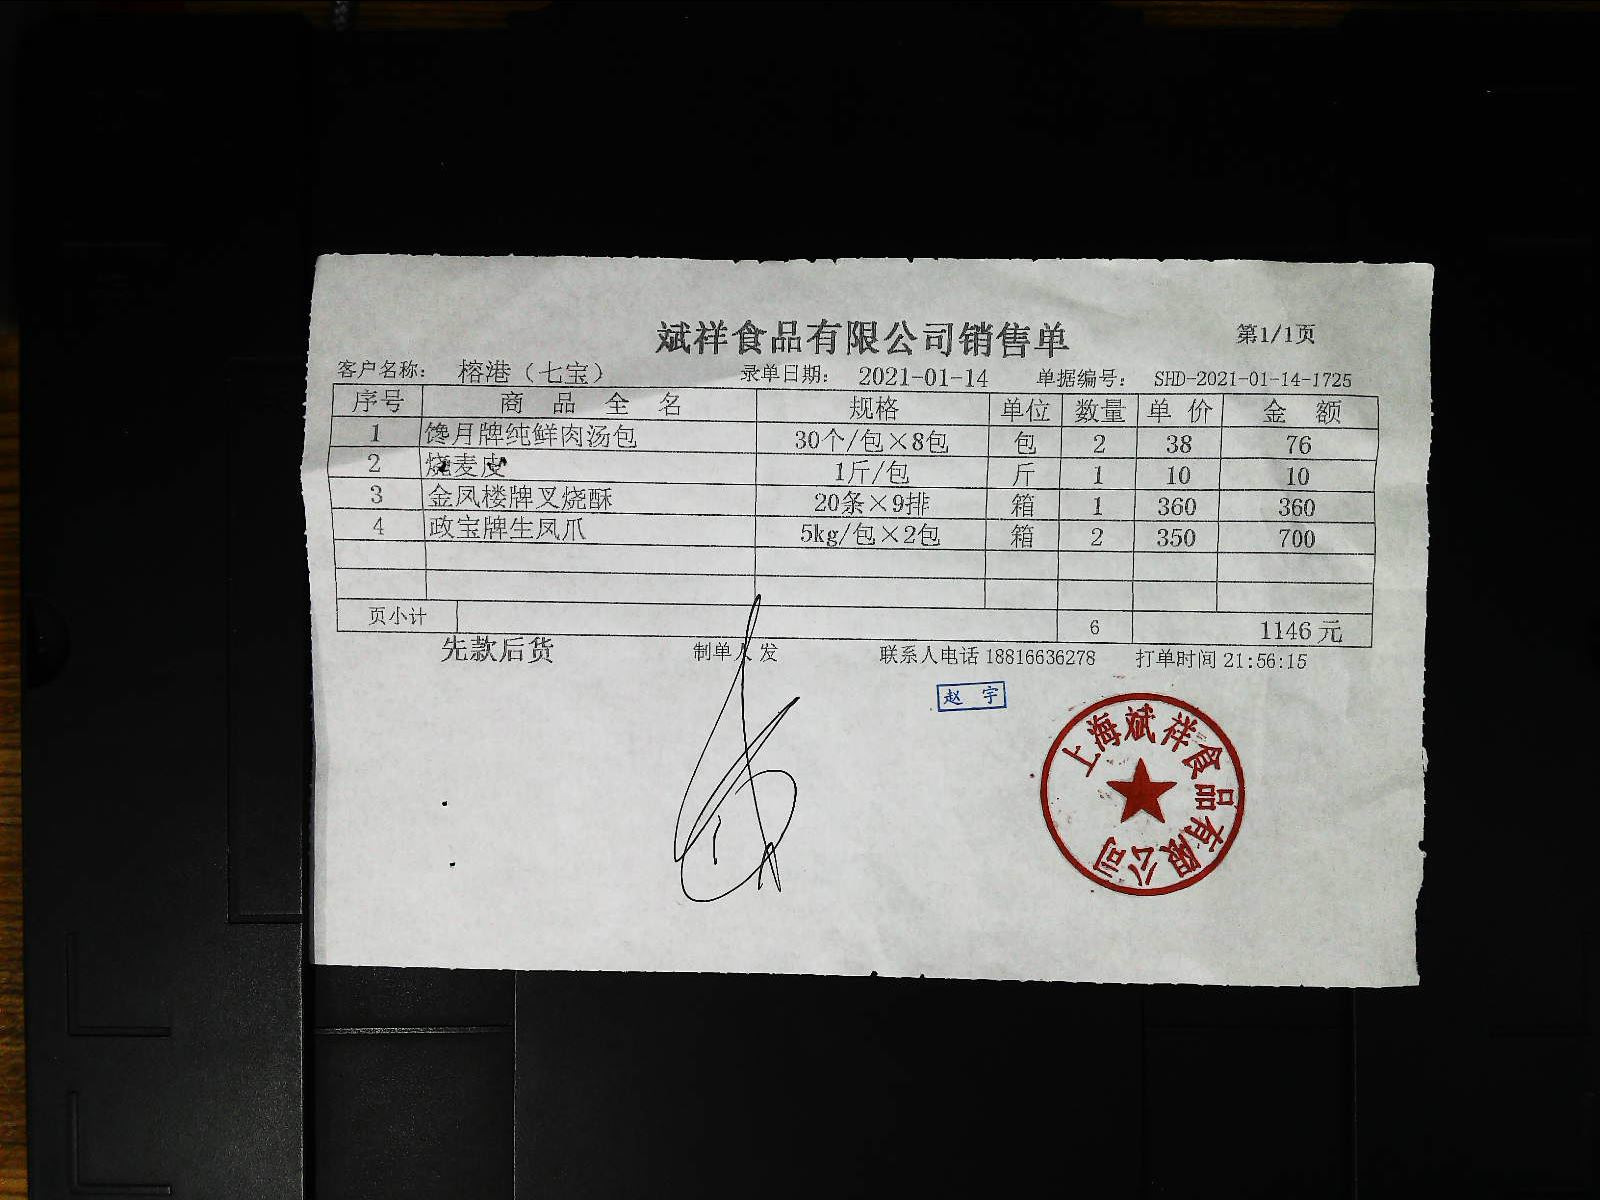 斌祥食品有限公司销售单 第1/1页
客户名称： 榕港（七宝） 录单日期： 2021-01-14 单据编号： SHD-2021-01-14-1725
序号 商 品 全 名 规格 单位 数量 单 价 金 额
1 馋月牌纯鲜肉汤包 30个/包×8包 包 2 38 76
2 烧麦皮 1斤/包 斤 1 10 10
3 金凤楼牌叉烧酥 20条×9排 箱 1 360 360
4 政宝牌生凤爪 5kg/包×2包 箱 2 350 700
页小计 6 1146 元
先款后货 制单人 发 联系人电话 18816636278 打单时间 21:56:15
赵 宇
上海斌祥食品有限公司